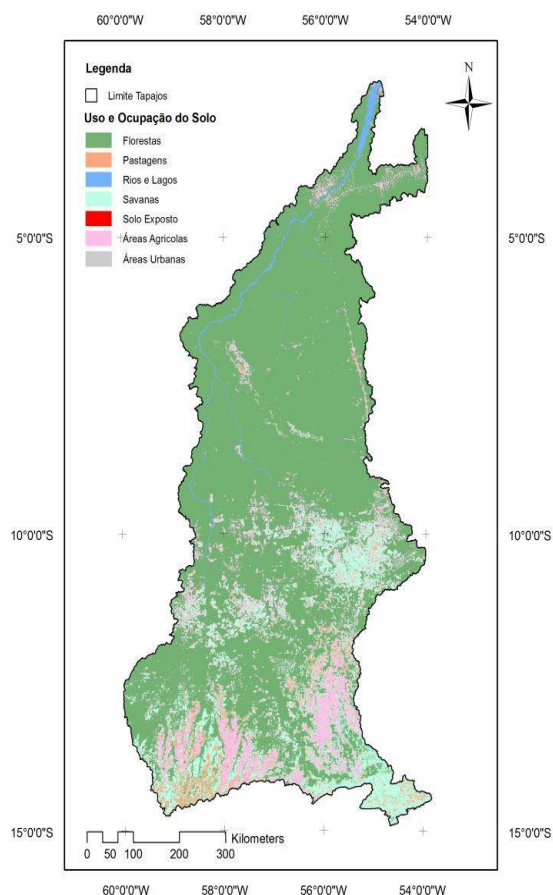 60°0'0"W 58°0'0"W 56°0'0"W 54°0'0"W
Legenda
Limite Tapajos
Uso e Ocupação do Solo
Florestas
Pastagens
Rios e Lagos
Savanas
Solo Exposto
Áreas Agricolas
Áreas Urbanas
N
5°0'0"S 5°0'0"S
10°0'0"S 10°0'0"S
15°0'0"S 15°0'0"S
Kilometers
0 50 100 200 300
60°0'0"W 58°0'0"W 56°0'0"W 54°0'0"W